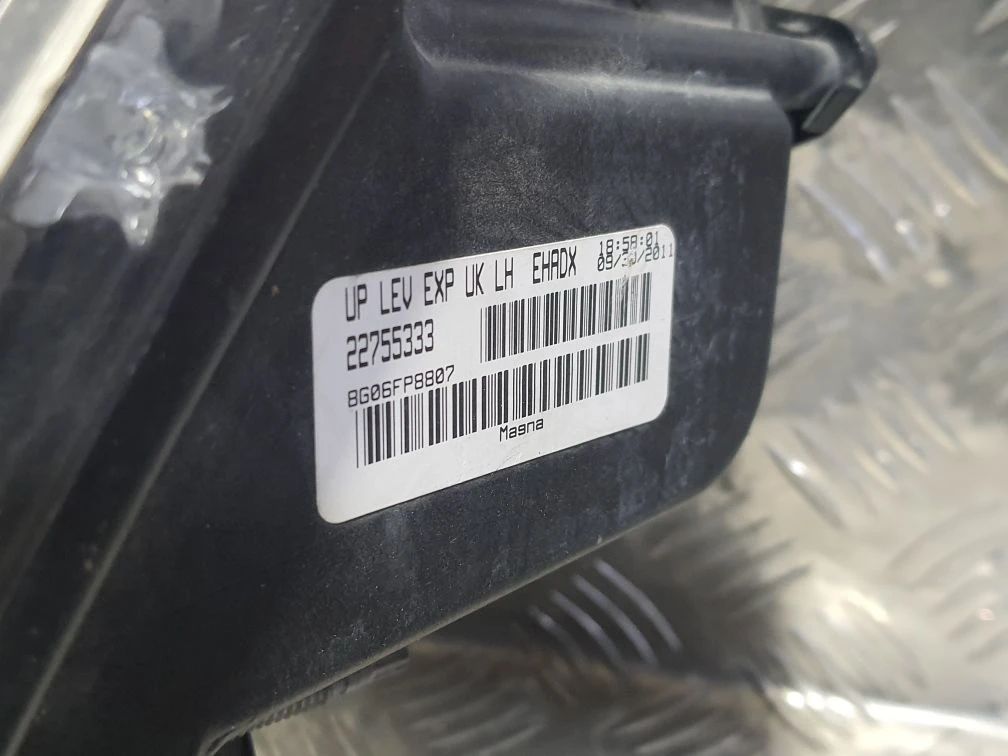 UP LEV EXP UK LH EHADX
18:58:01
22755333
8G06FP8807
Magna